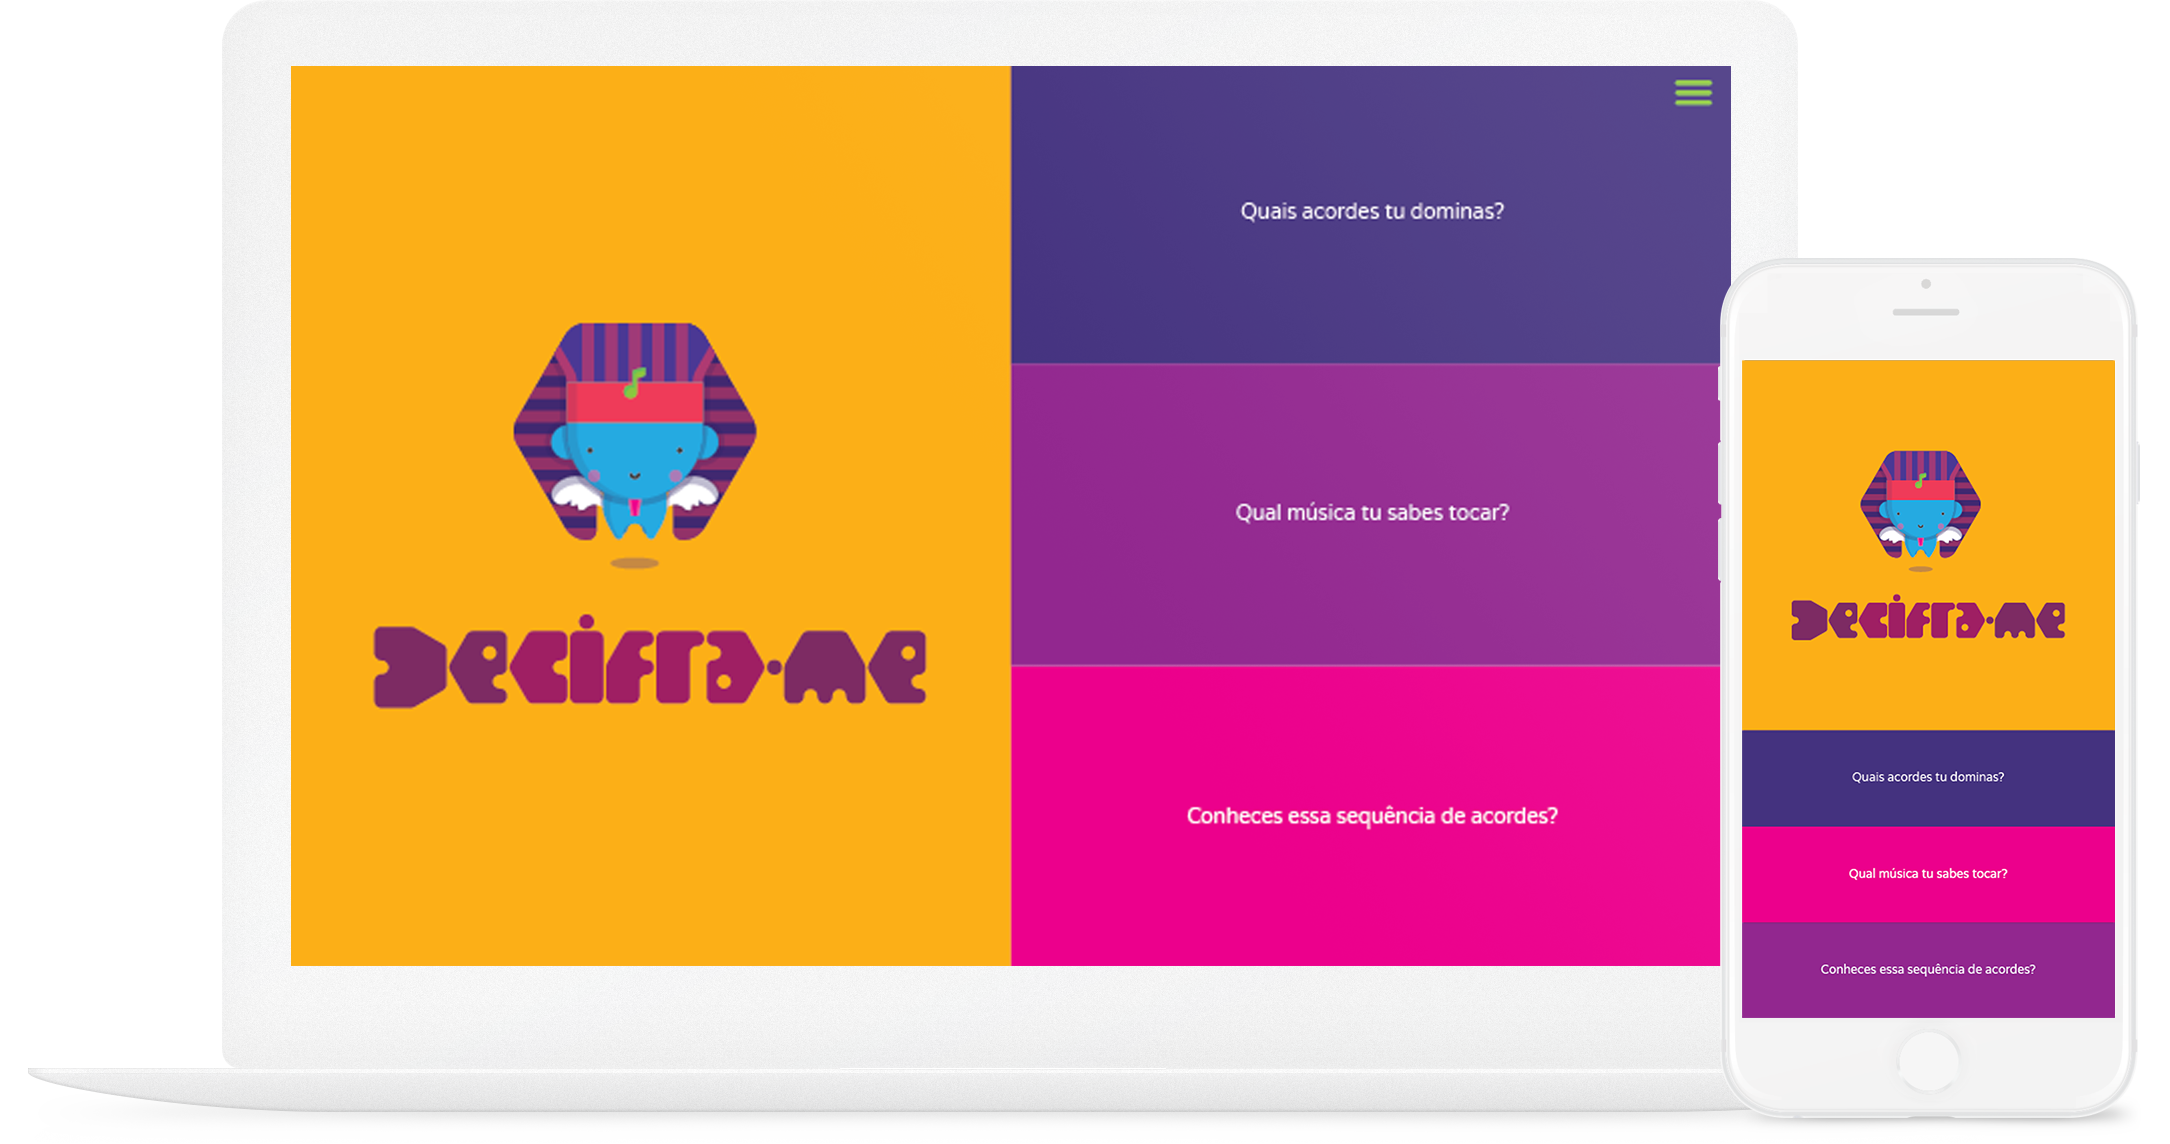 Decifra·me
Quais acordes tu dominas?
Qual música tu sabes tocar?
Conheces essa sequência de acordes?
Decifra·me
Quais acordes tu dominas?
Qual música tu sabes tocar?
Conheces essa sequência de acordes?